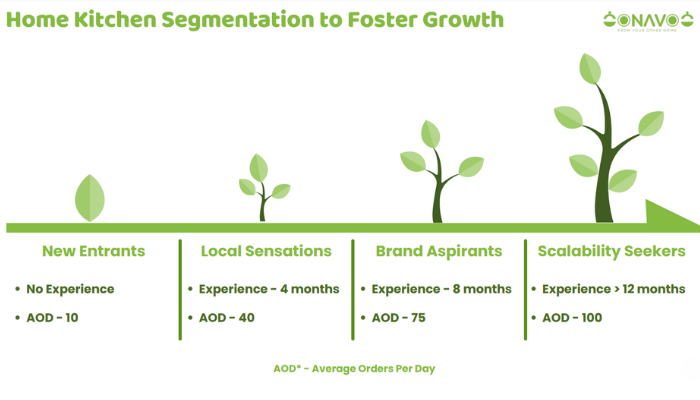 Home Kitchen Segmentation to Foster Growth
CONAVO
FROM YOUR OTHER HOME
New Entrants
• No Experience
• AOD - 10
Local Sensations
• Experience - 4 months
• AOD - 40
Brand Aspirants
• Experience - 8 months
• AOD - 75
Scalability Seekers
• Experience > 12 months
• AOD - 100
AOD* - Average Orders Per Day